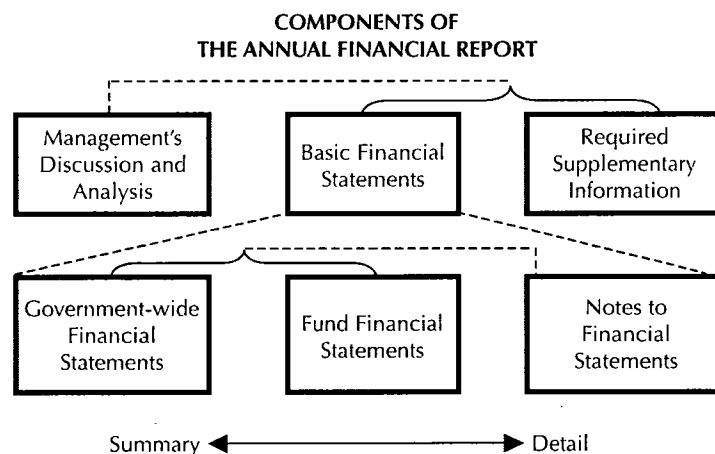 COMPONENTS OF
THE ANNUAL FINANCIAL REPORT
Management's
Discussion and
Analysis
Basic Financial
Statements
Required
Supplementary
Information
Government-wide
Financial
Statements
Fund Financial
Statements
Notes to
Financial
Statements
Summary
Detail